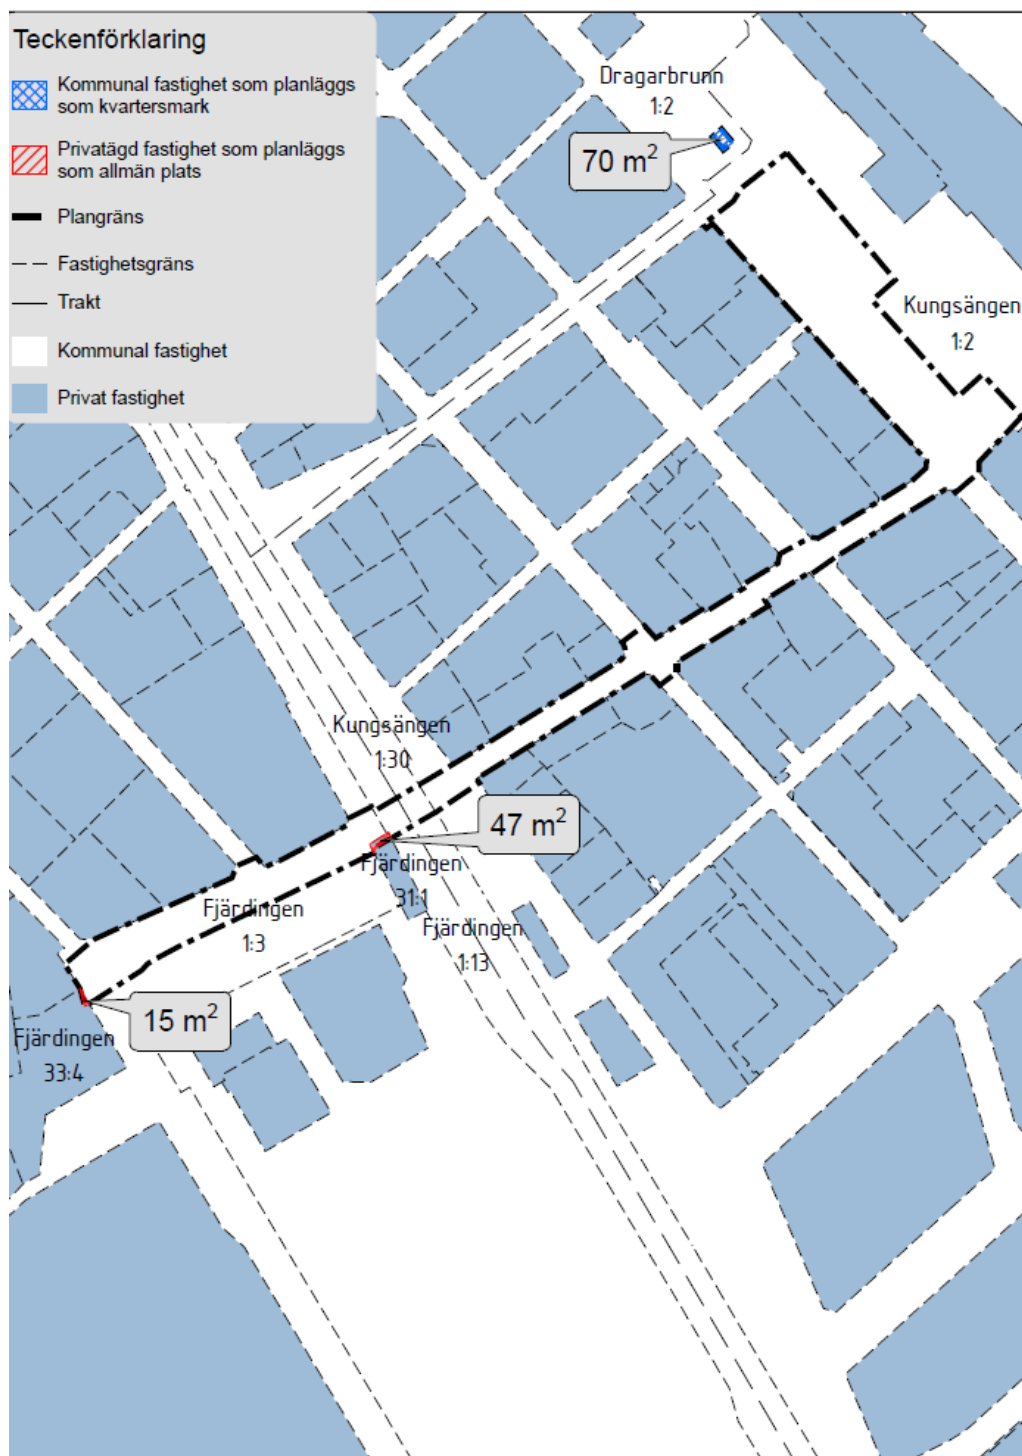 Teckenförklaring
Kommunal fastighet som planläggs
som kvartersmark
Privatägd fastighet som planläggs
som allmän plats
Plangräns
Fastighetsgräns
Trakt
Kommunal fastighet
Privat fastighet
Dragarbrunn
1:2
70 m²
Kungsängen
1:2
Kungsängen
1:30
47 m²
Fjärdingen
31:1
Fjärdingen
1:3
Fjärdingen
1:13
15 m²
Fjärdingen
33:4